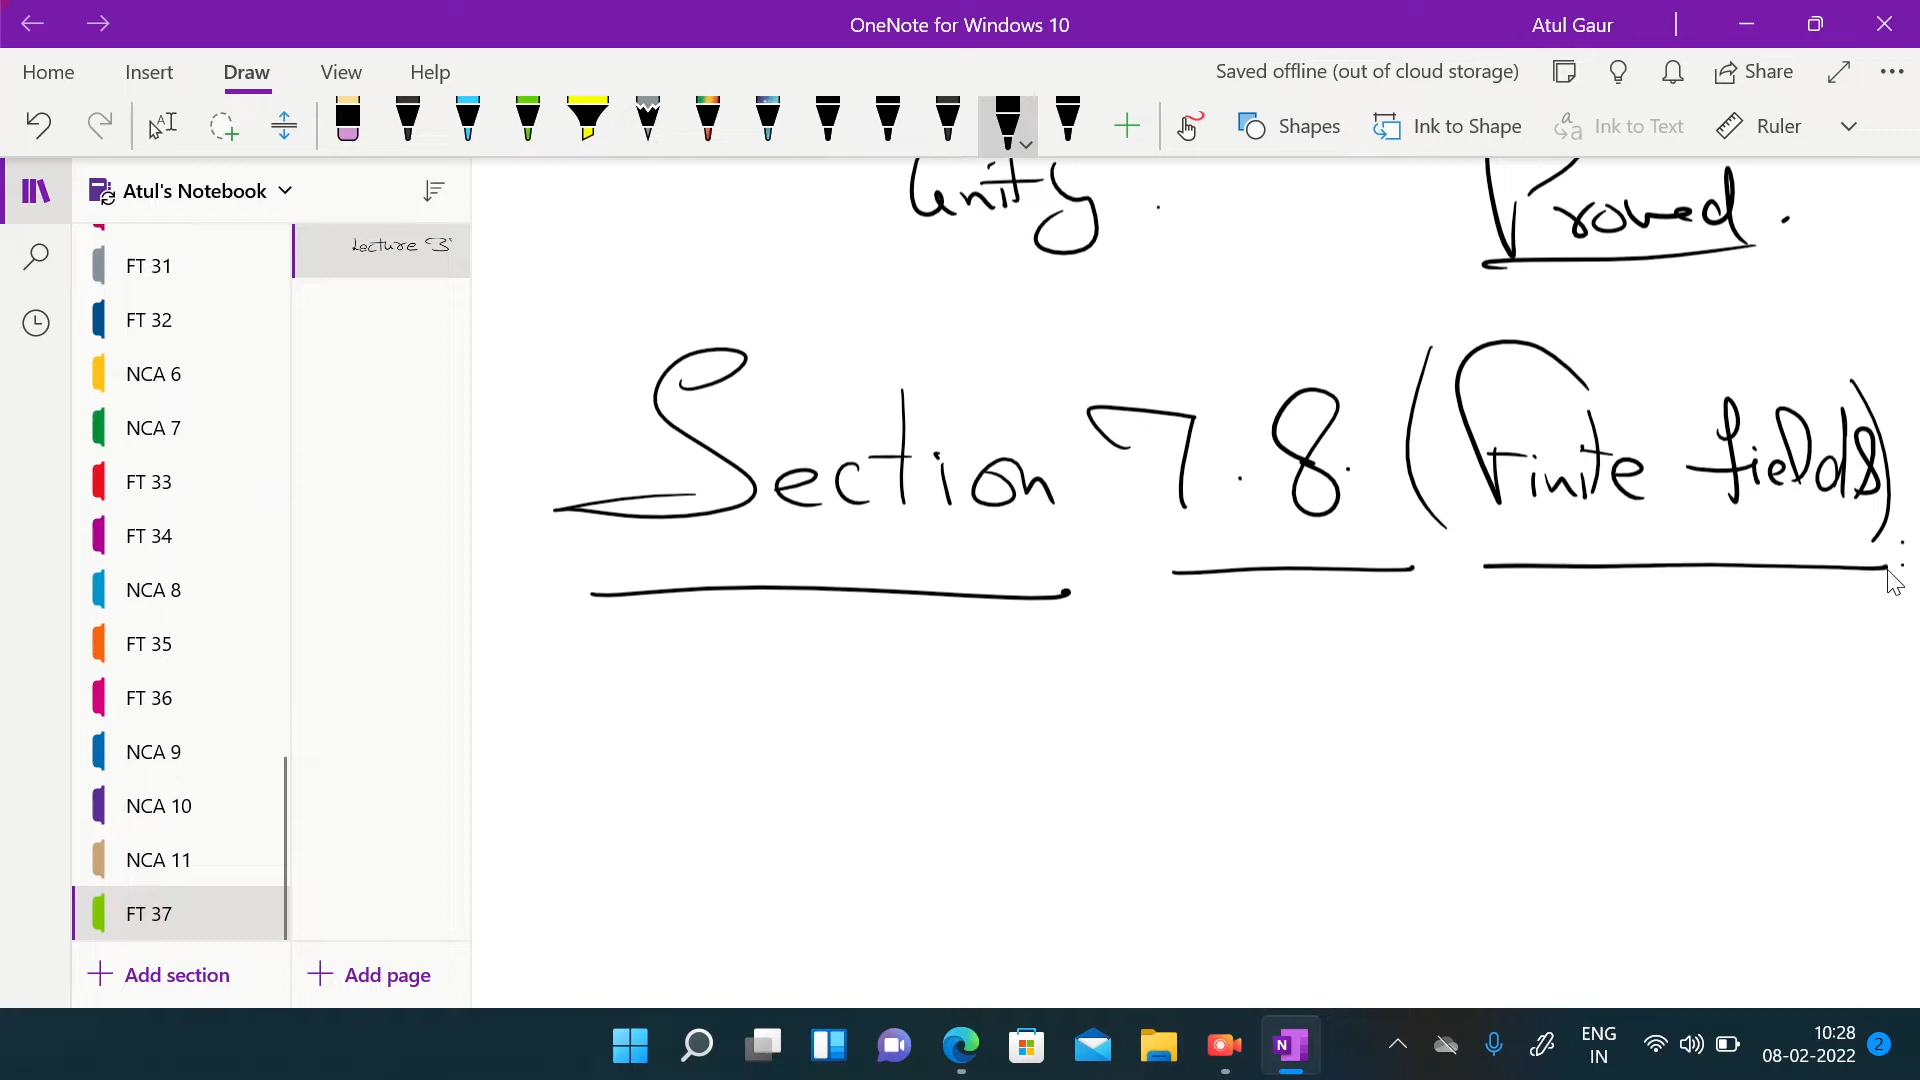 OneNote for Windows 10
Atul Gaur
Home Insert Draw View Help
Saved offline (out of cloud storage)
Share
Shapes
Ink to Shape
Ink to Text
Ruler
Atul's Notebook
FT 31
FT 32
NCA 6
NCA 7
FT 33
FT 34
NCA 8
FT 35
FT 36
NCA 9
NCA 10
NCA 11
FT 37
Add section
Lecture 3
Add page
Unity . Proved .
Section 7.8. (Finite fields).
ENG
IN
10:28
08-02-2022
2